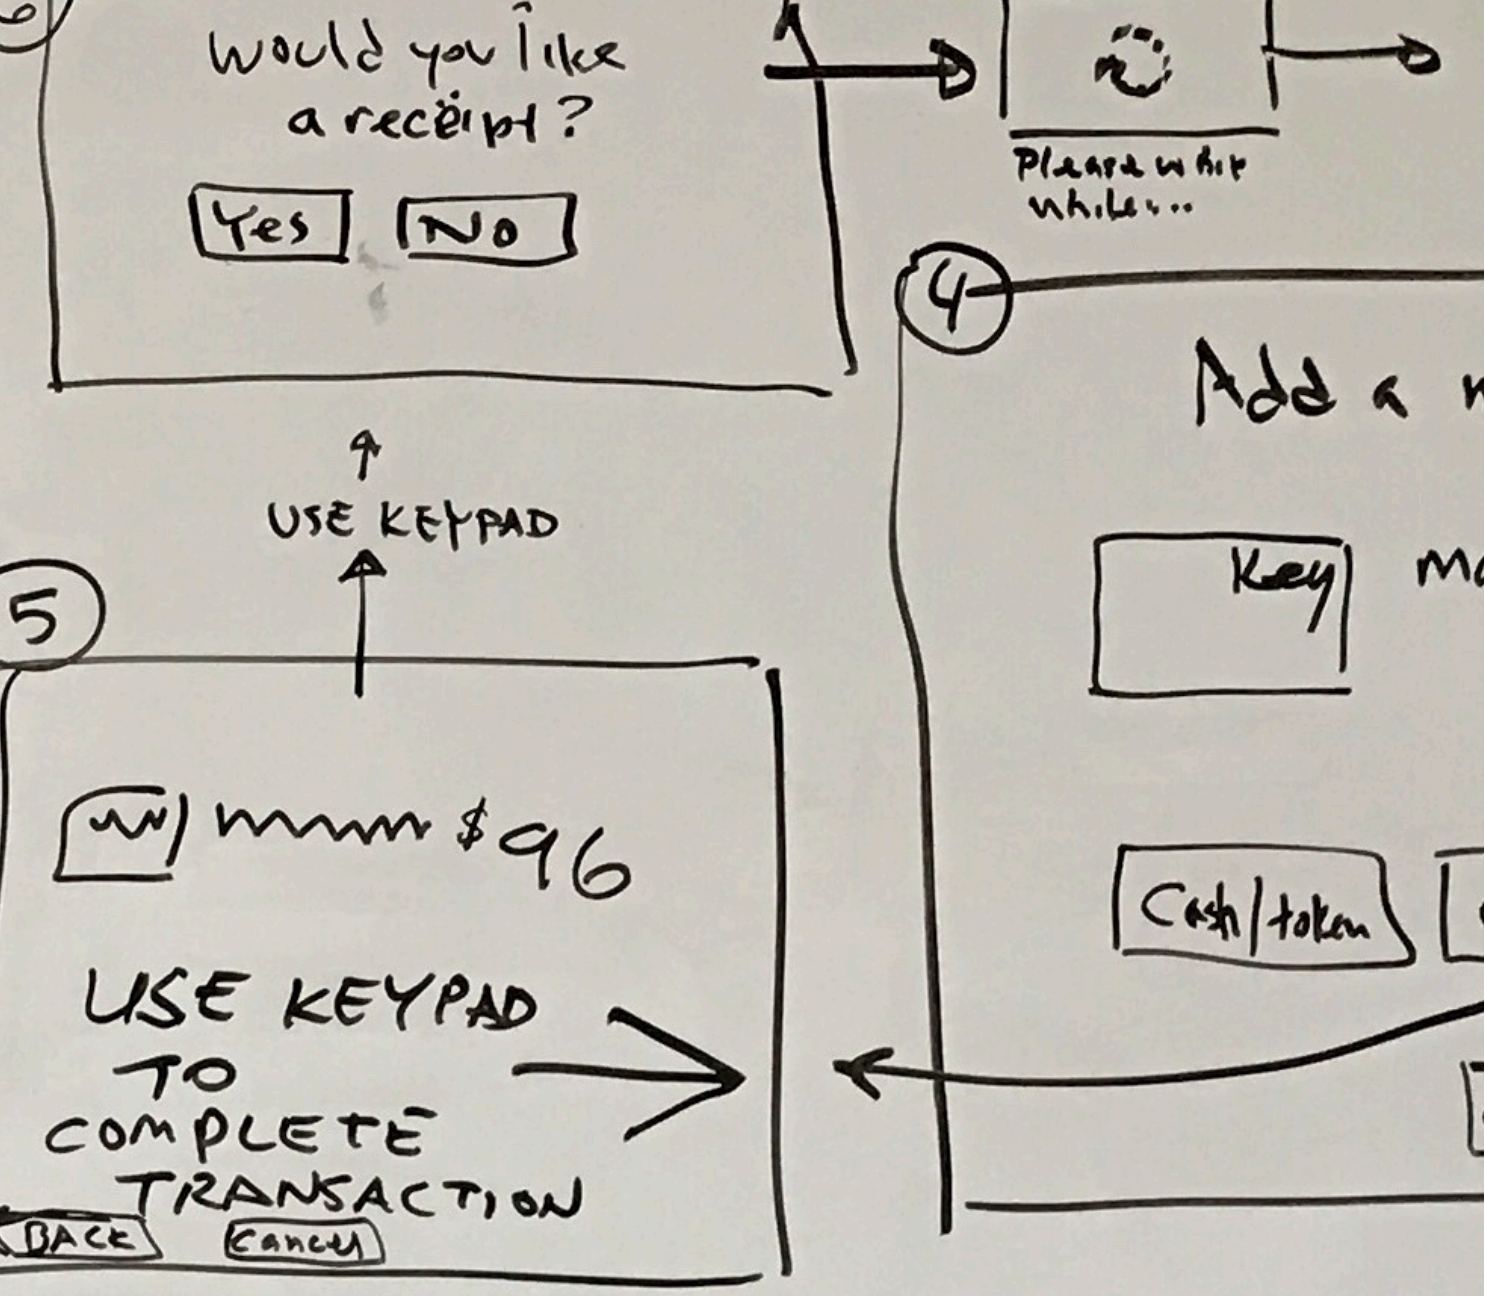 6
Would you like
a receipt?
Yes
No
Please
while...
4
Add a
Key
USE KEYPAD
5
$96
Cash/token
USE KEYPAD
TO
COMPLETE
TRANSACTION
BACK
Cancel